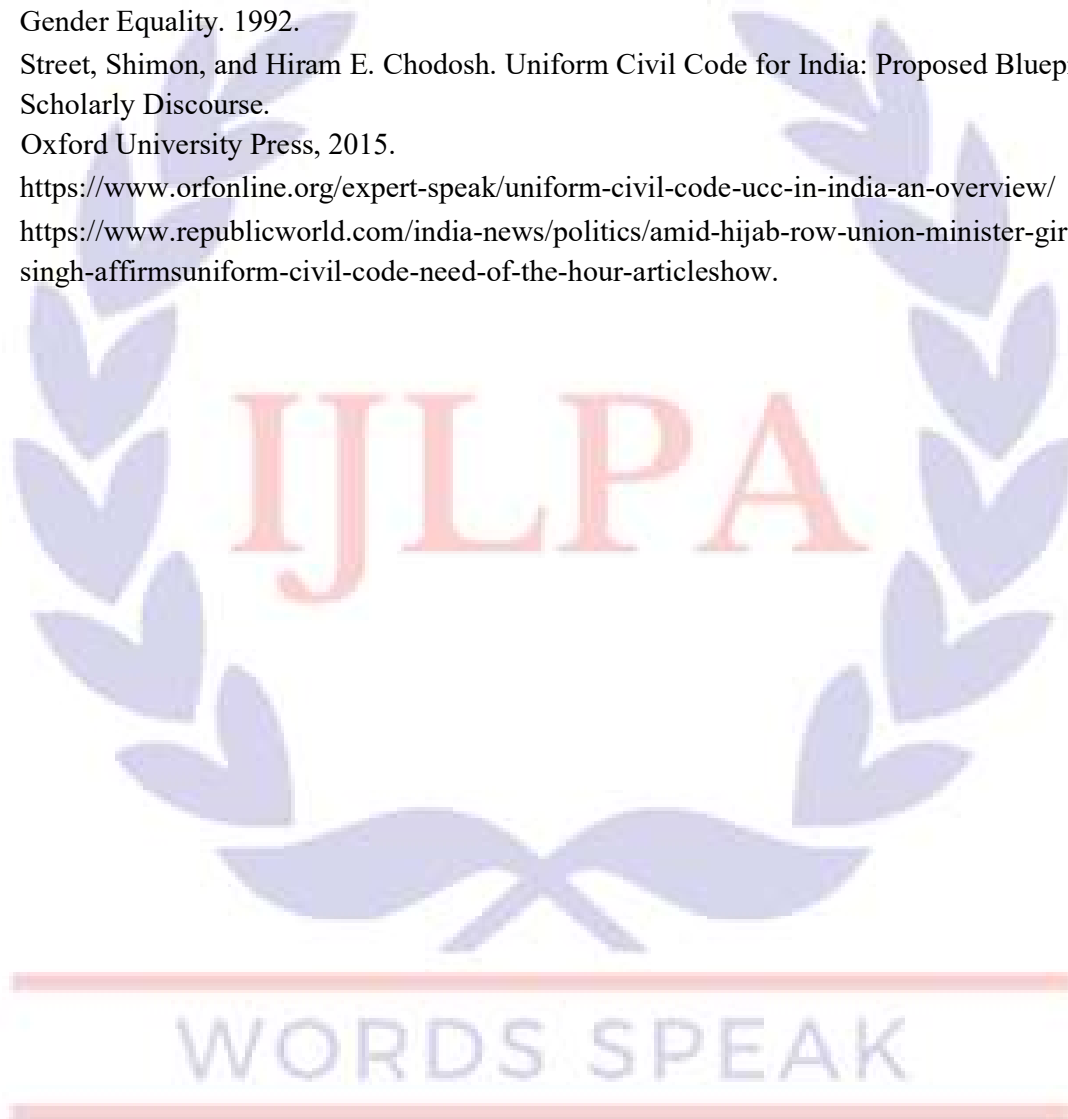 Gender Equality. 1992.
Street, Shimon, and Hiram E. Chodosh. Uniform Civil Code for India: Proposed Bluep
Scholarly Discourse.
Oxford University Press, 2015.
https://www.orfonline.org/expert-speak/uniform-civil-code-ucc-in-india-an-overview/
https://www.republicworld.com/india-news/politics/amid-hijab-row-union-minister-gir
singh-affirmsuniform-civil-code-need-of-the-hour-articleshow.
IJLPA
WORDS SPEAK